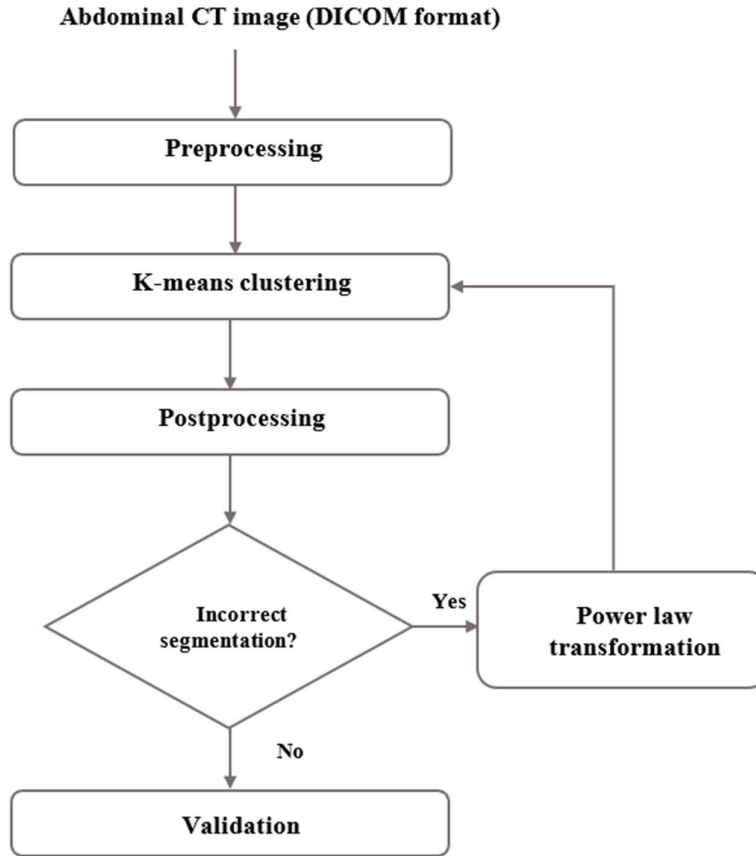 Abdominal CT image (DICOM format)
Preprocessing
K-means clustering
Postprocessing
Incorrect
segmentation?
Yes
Power law
transformation
No
Validation